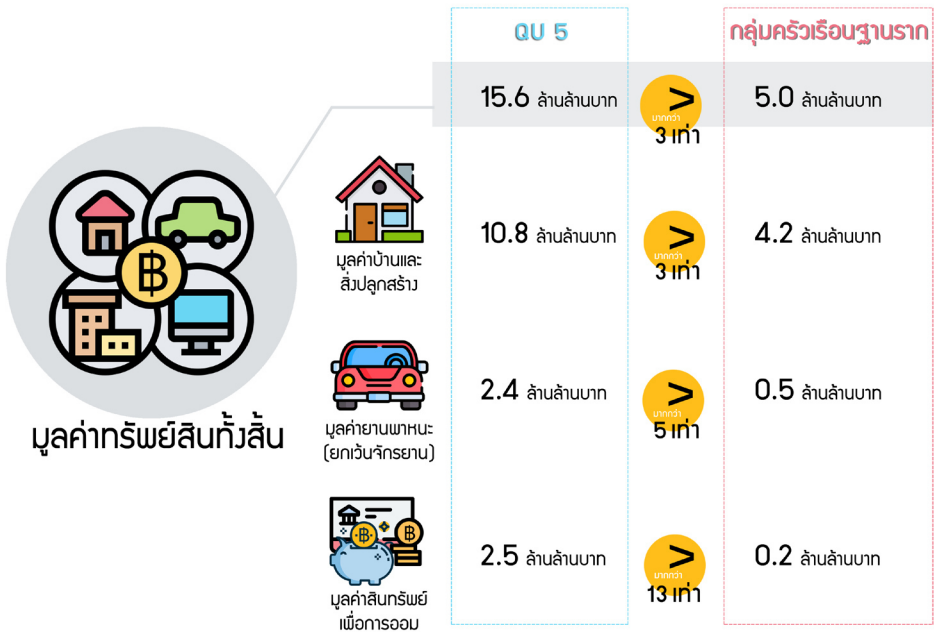 QU 5
กลุ่มครัวเรือนฐานราก
15.6 ล้านล้านบาท
>
มากกว่า
3 เท่า
5.0 ล้านล้านบาท
มูลค่าบ้านและ
สิ่งปลูกสร้าง
10.8 ล้านล้านบาท
>
มากกว่า
3 เท่า
4.2 ล้านล้านบาท
฿
มูลค่าทรัพย์สินทั้งสิ้น
มูลค่ายานพาหนะ
(ยกเว้นจักรยาน)
2.4 ล้านล้านบาท
>
มากกว่า
5 เท่า
0.5 ล้านล้านบาท
฿
฿
มูลค่าสินทรัพย์
เพื่อการออม
2.5 ล้านล้านบาท
>
มากกว่า
13 เท่า
0.2 ล้านล้านบาท